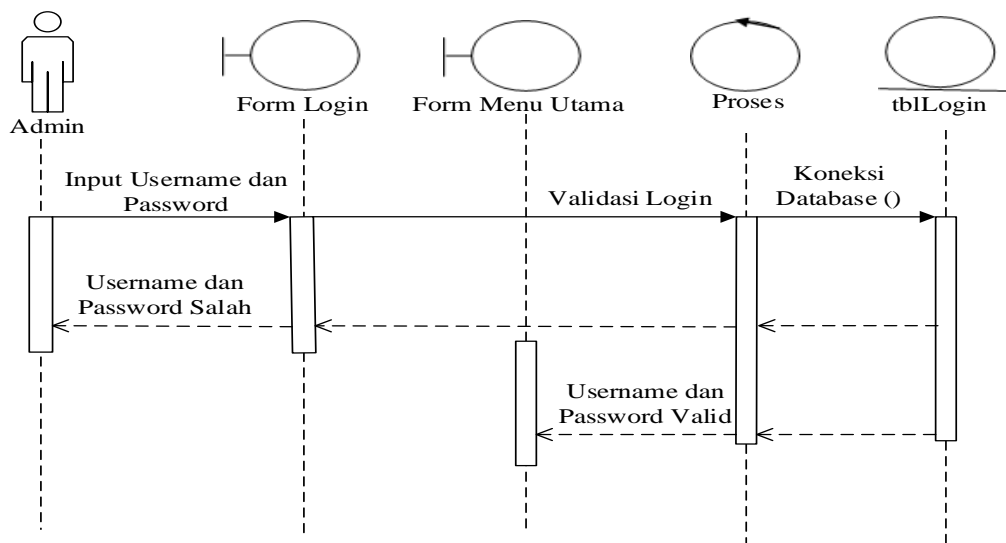 Admin
Form Login
Form Menu Utama
Proses
tblLogin
Input Username dan
Password
Validasi Login
Koneksi
Database ()
Username dan
Password Salah
Username dan
Password Valid